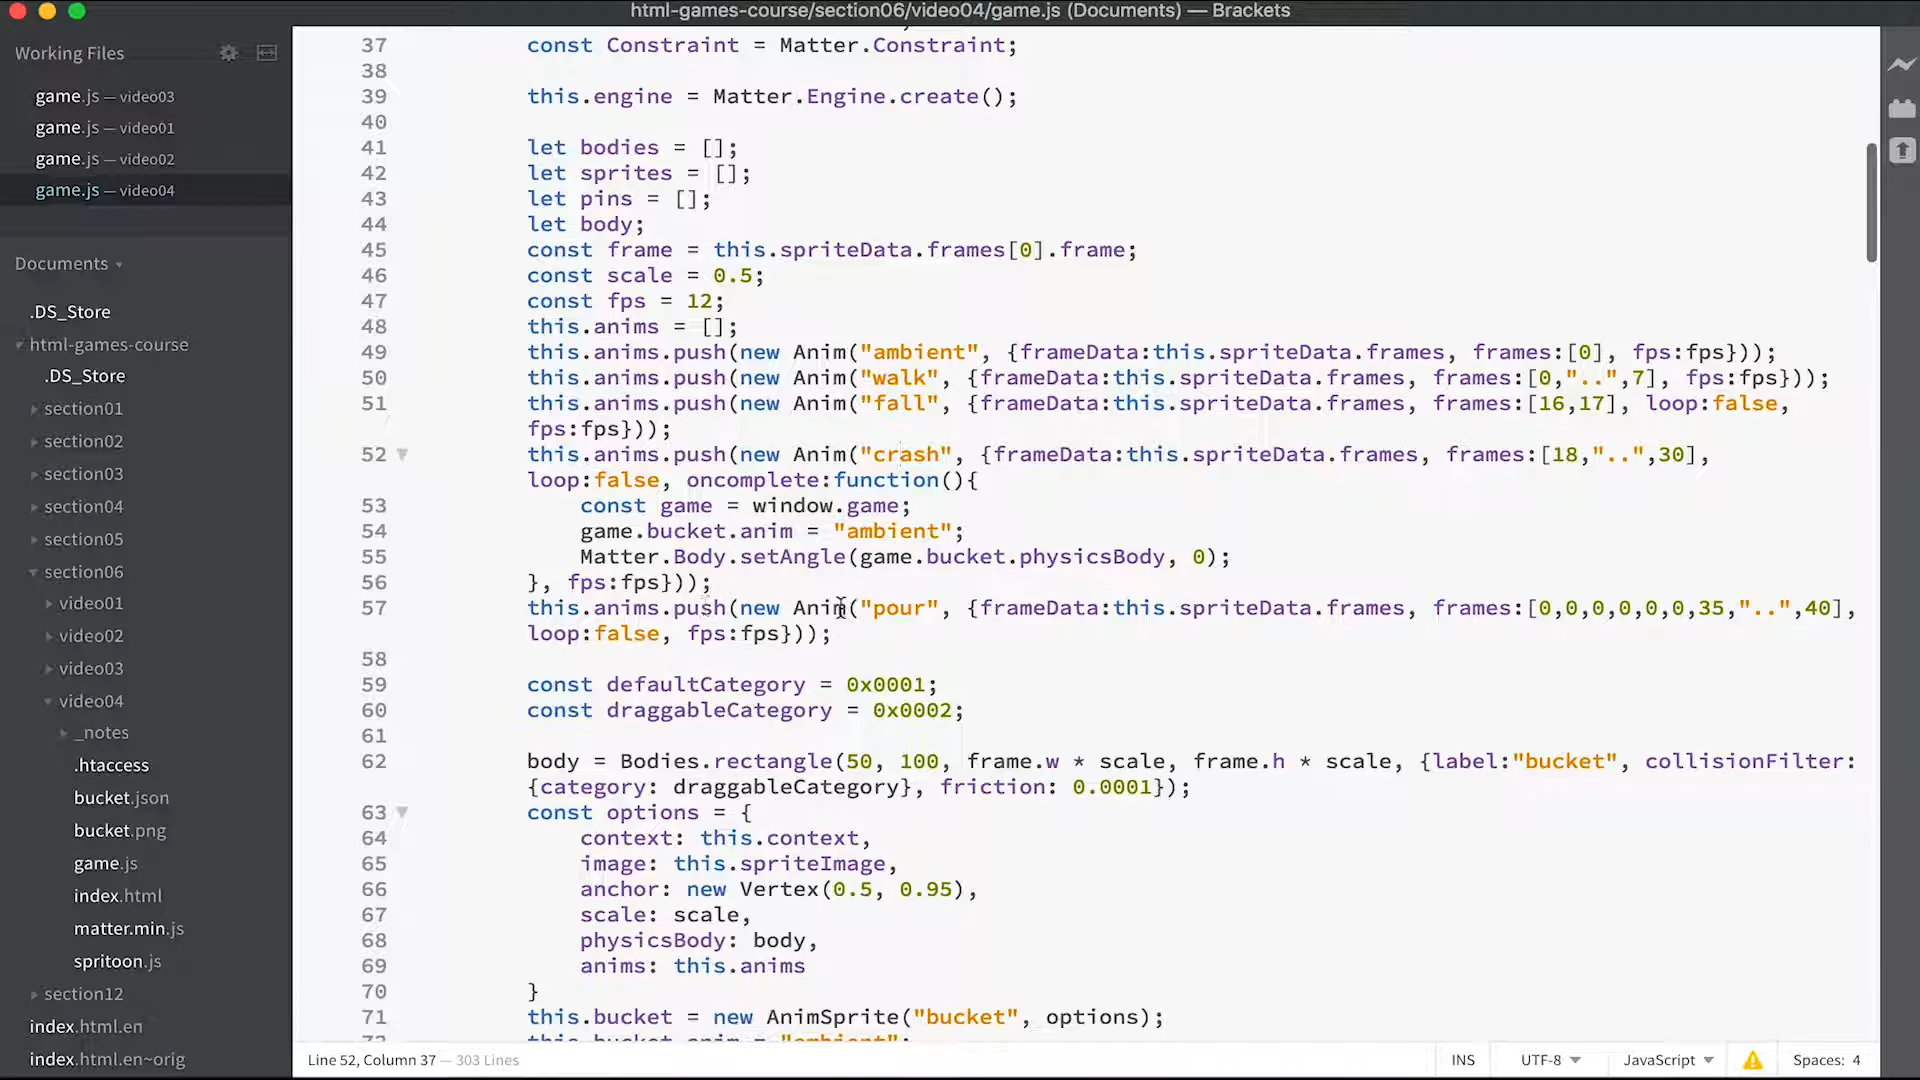 html-games-course/section06/video04/game.js (Documents) — Brackets
Working Files
game.js — video03
game.js — video01
game.js — video02
game.js — video04
Documents
.DS_Store
html-games-course
.DS_Store
section01
section02
section03
section04
section05
section06
video01
video02
video03
video04
_notes
.htaccess
bucket.json
bucket.png
game.js
index.html
matter.min.js
spritoon.js
section12
index.html.en
index.html.en~orig
37 const Constraint = Matter.Constraint;
38
39 this.engine = Matter.Engine.create();
40
41 let bodies = [];
42 let sprites = [];
43 let pins = [];
44 let body;
45 const frame = this.spriteData.frames[0].frame;
46 const scale = 0.5;
47 const fps = 12;
48 this.anims = [];
49 this.anims.push(new Anim("ambient", {frameData:this.spriteData.frames, frames:[0], fps:fps}));
50 this.anims.push(new Anim("walk", {frameData:this.spriteData.frames, frames:[0,"..",7], fps:fps}));
51 this.anims.push(new Anim("fall", {frameData:this.spriteData.frames, frames:[16,17], loop:false,
fps:fps}));
52 this.anims.push(new Anim("crash", {frameData:this.spriteData.frames, frames:[18,"..",30],
loop:false, oncomplete:function(){
53 const game = window.game;
54 game.bucket.anim = "ambient";
55 Matter.Body.setAngle(game.bucket.physicsBody, 0);
56 }, fps:fps}));
57 this.anims.push(new Anim("pour", {frameData:this.spriteData.frames, frames:[0,0,0,0,0,0,35,"..",40],
loop:false, fps:fps}));
58
59 const defaultCategory = 0x0001;
60 const draggableCategory = 0x0002;
61
62 body = Bodies.rectangle(50, 100, frame.w * scale, frame.h * scale, {label:"bucket", collisionFilter:
{category: draggableCategory}, friction: 0.0001});
63 const options = {
64 context: this.context,
65 image: this.spriteImage,
66 anchor: new Vertex(0.5, 0.95),
67 scale: scale,
68 physicsBody: body,
69 anims: this.anims
70 }
71 this.bucket = new AnimSprite("bucket", options);
72 this.bucket.anim = "ambient";
Line 52, Column 37 — 303 Lines
INS
UTF-8
JavaScript
Spaces: 4